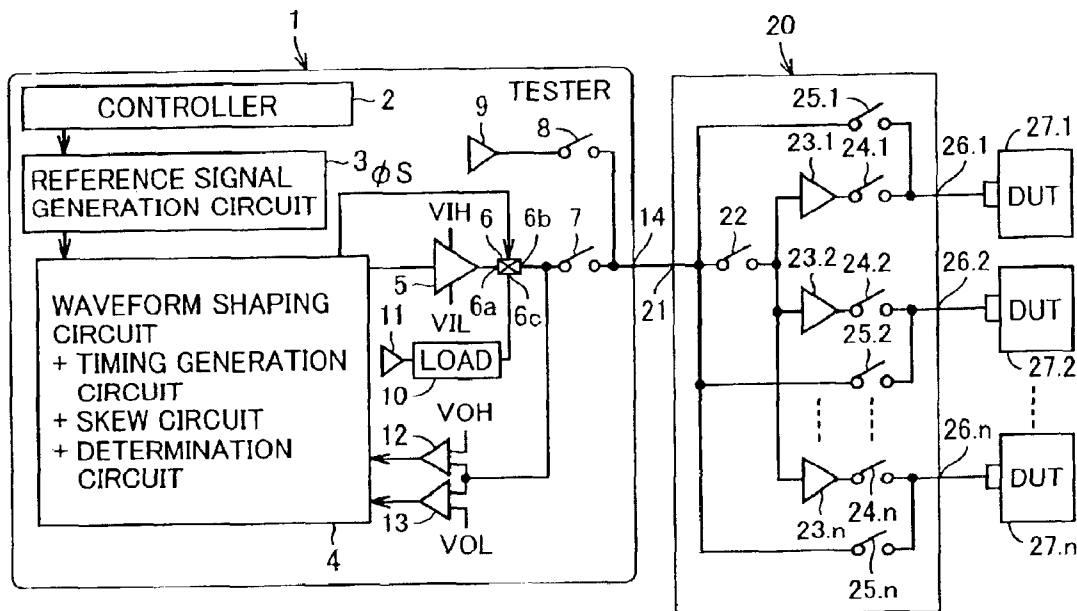 1
TESTER
CONTROLLER
2
REFERENCE SIGNAL
GENERATION CIRCUIT
3
φS
WAVEFORM SHAPING
CIRCUIT
+ TIMING GENERATION
CIRCUIT
+ SKEW CIRCUIT
+ DETERMINATION
CIRCUIT
4
VIH
5
VIL
6
6a
6b
6c
7
8
9
11
LOAD
10
12
VOH
13
VOL
14
20
21
22
25.1
23.1
24.1
26.1
27.1
DUT
23.2
24.2
26.2
25.2
DUT
27.2
23.n
24.n
26.n
25.n
DUT
27.n